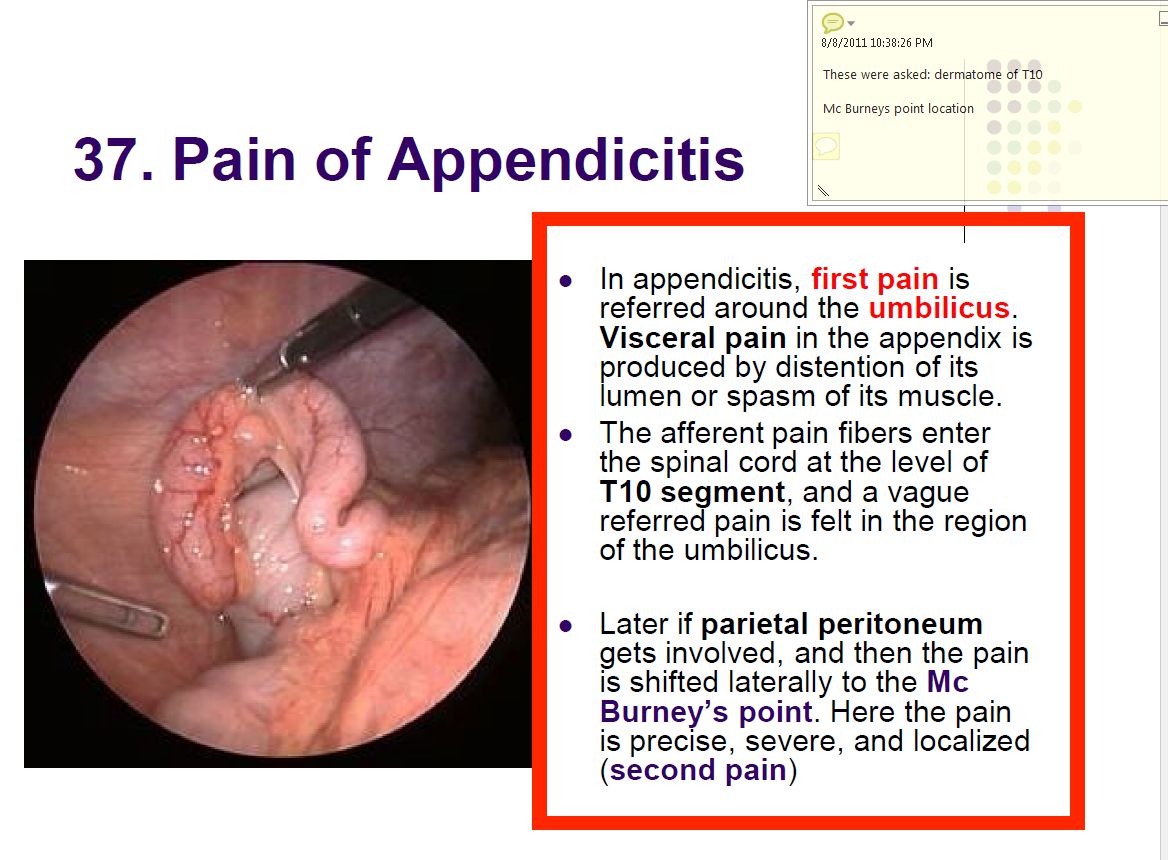 8/8/2011 10:38:26 PM
These were asked: dermatome of T10
Mc Burneys point location
37. Pain of Appendicitis
In appendicitis, first pain is
referred around the umbilicus.
Visceral pain in the appendix is
produced by distention of its
lumen or spasm of its muscle.
The afferent pain fibers enter
the spinal cord at the level of
T10 segment, and a vague
referred pain is felt in the region
of the umbilicus.
Later if parietal peritoneum
gets involved, and then the pain
is shifted laterally to the Mc
Burney’s point. Here the pain
is precise, severe, and localized
(second pain)